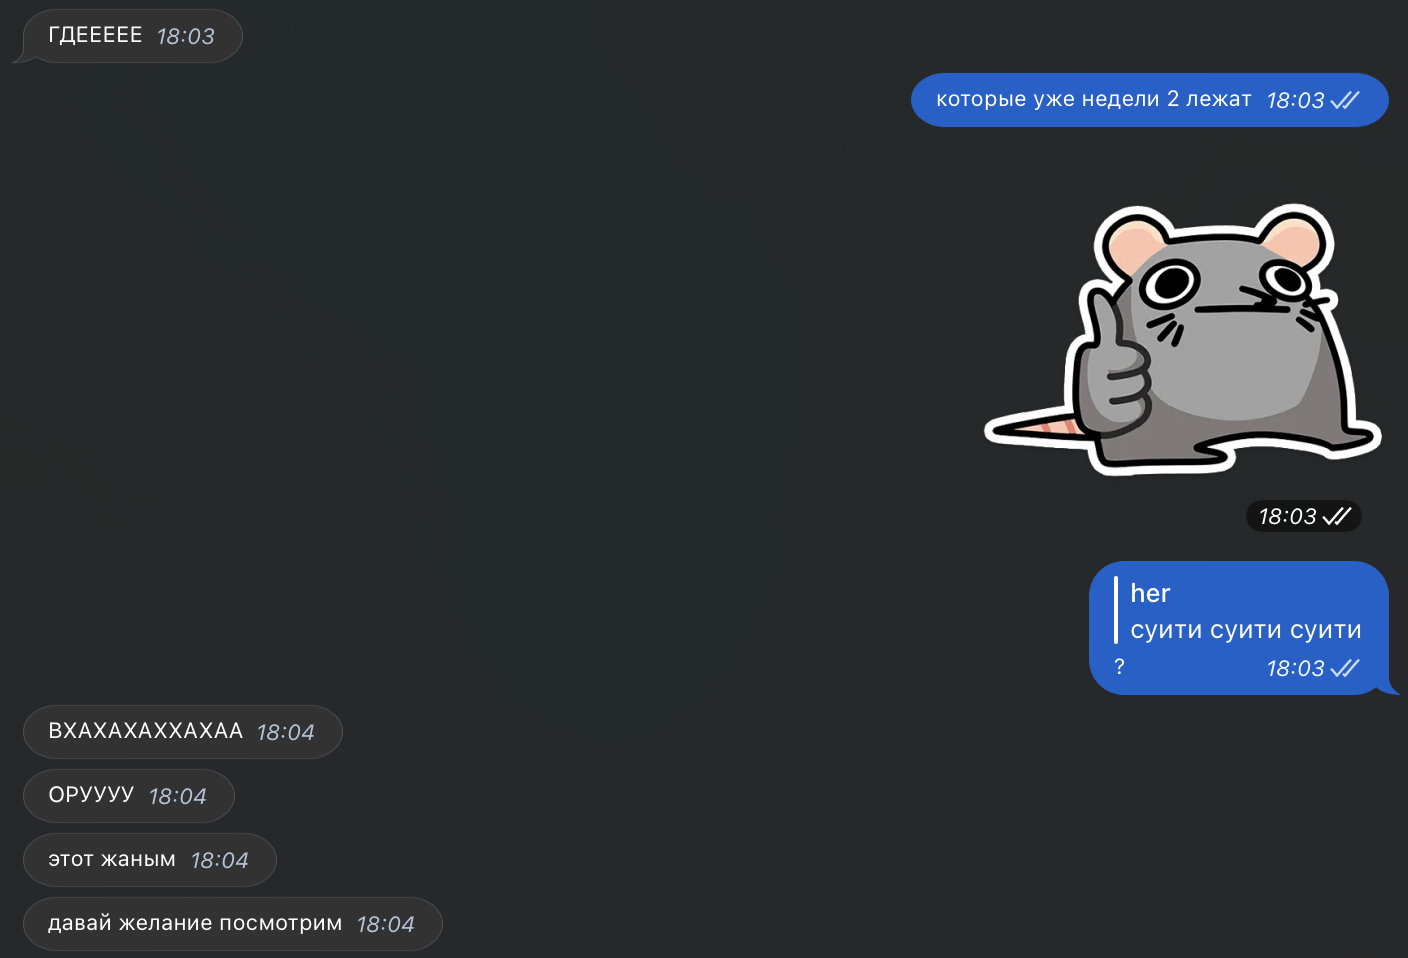 ГДЕЕЕЕЕ 18:03
которые уже недели 2 лежат 18:03
18:03
her
суити суити суити
? 18:03
ВХАХАХАХХАХАА 18:04
ОРУУУУ 18:04
этот жаным 18:04
давай желание посмотрим 18:04